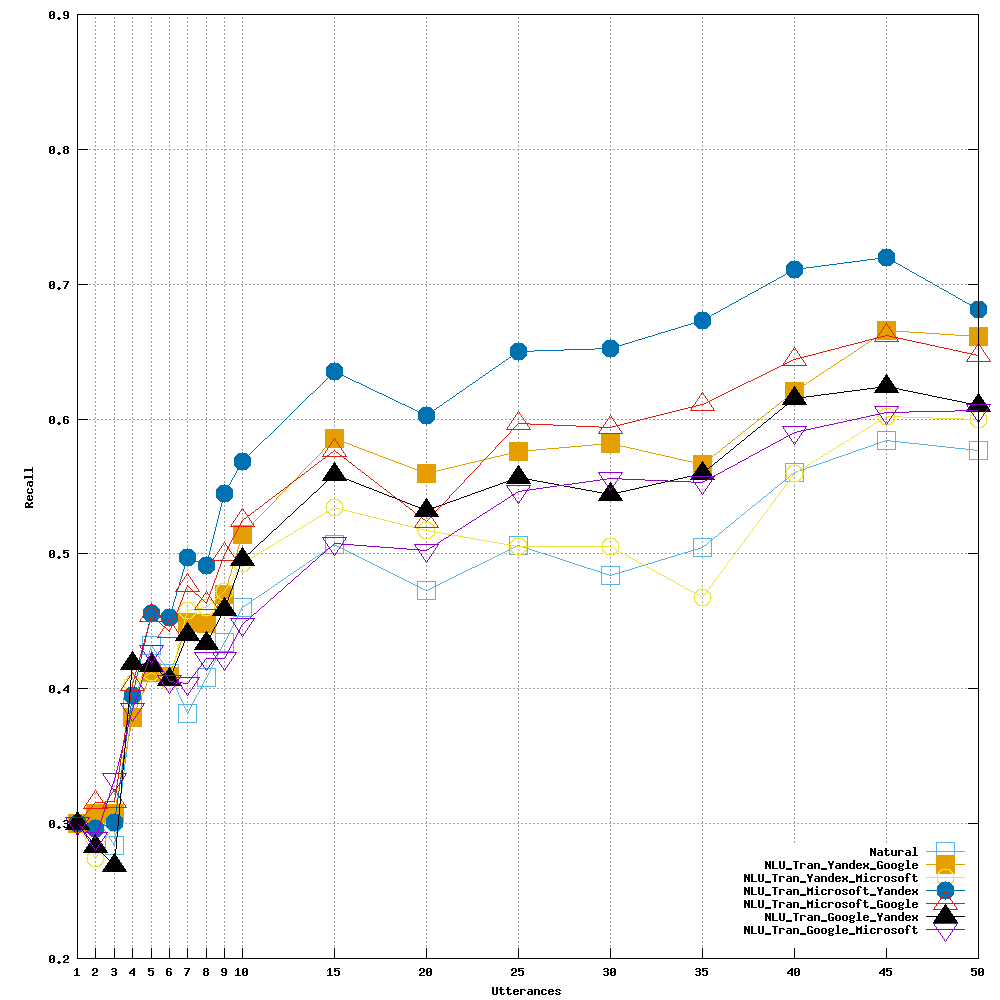 0.9
0.8
0.7
0.6
0.5
0.4
0.3
0.2
Recall
Natural
NLU_Tran_Yandex_Google
NLU_Tran_Yandex_Microsoft
NLU_Tran_Microsoft_Yandex
NLU_Tran_Microsoft_Google
NLU_Tran_Google_Yandex
NLU_Tran_Google_Microsoft
1 2 3 4 5 6 7 8 9 10 15 20 25 30 35 40 45 50
Utterances